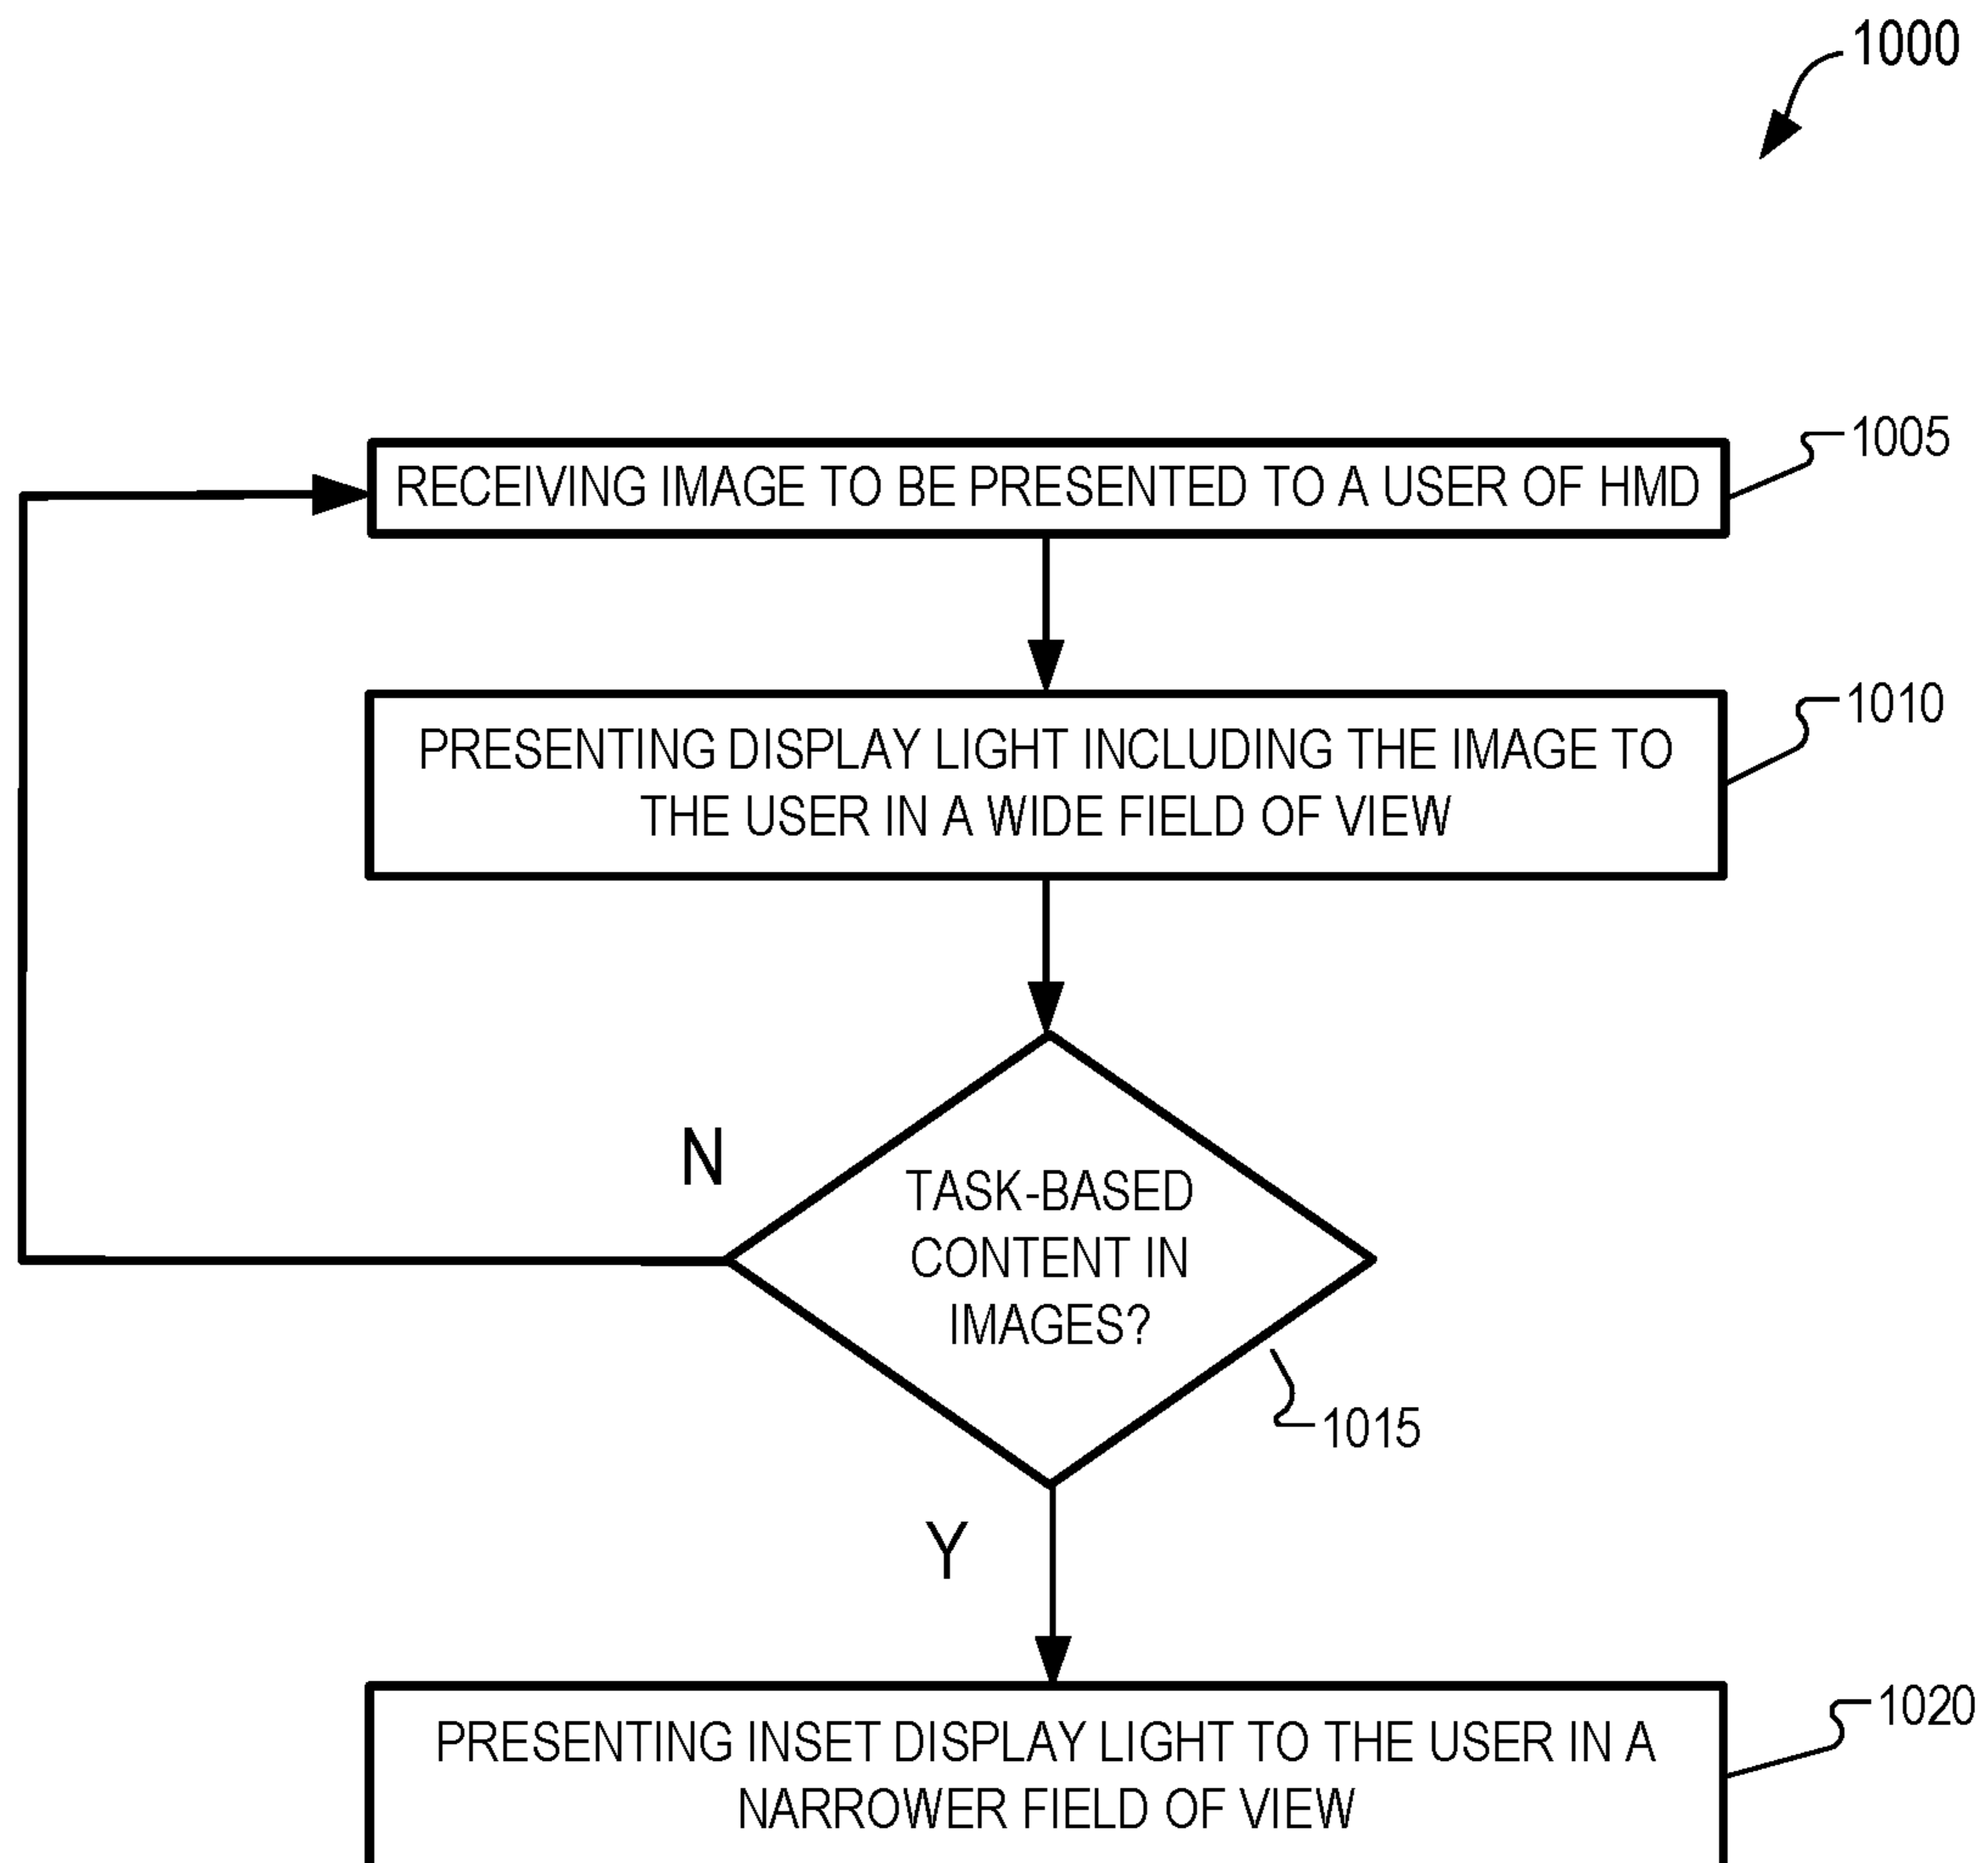 1000
RECEIVING IMAGE TO BE PRESENTED TO A USER OF HMD
1005
PRESENTING DISPLAY LIGHT INCLUDING THE IMAGE TO
THE USER IN A WIDE FIELD OF VIEW
1010
TASK-BASED
CONTENT IN
IMAGES?
N
1015
Y
PRESENTING INSET DISPLAY LIGHT TO THE USER IN A
NARROWER FIELD OF VIEW
1020